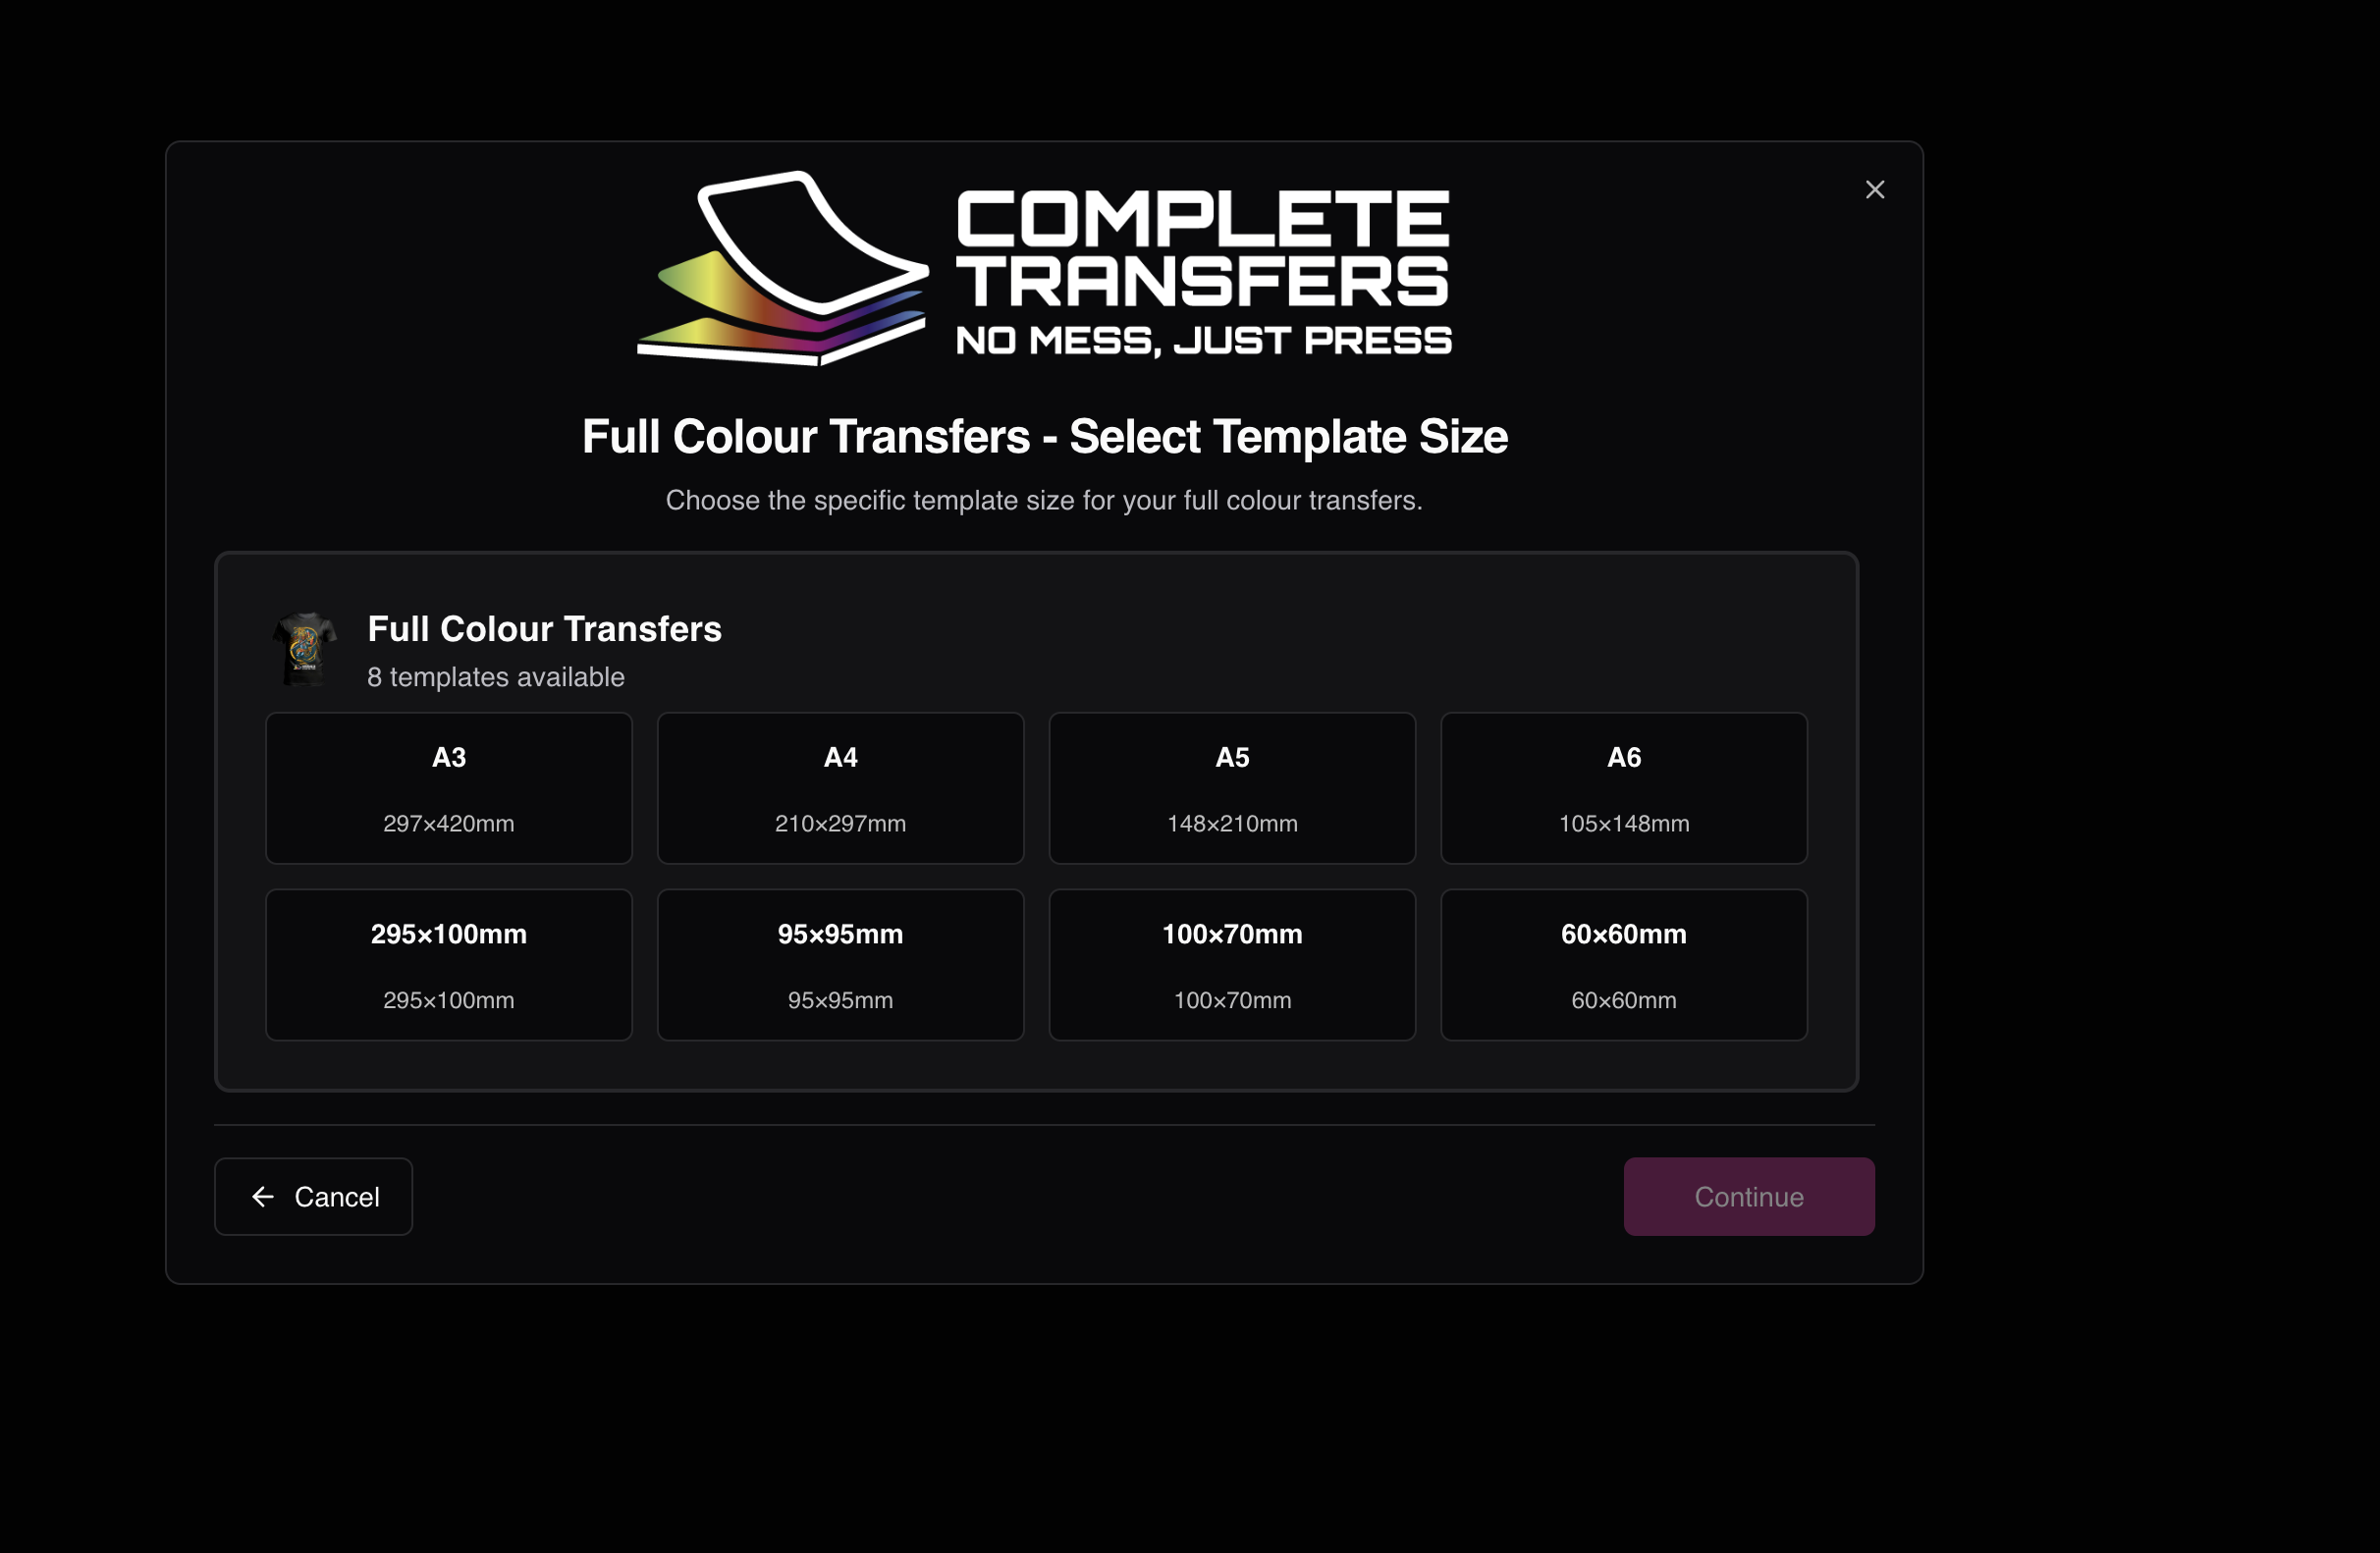 COMPLETE
TRANSFERS
NO MESS, JUST PRESS
Full Colour Transfers - Select Template Size
Choose the specific template size for your full colour transfers.
Full Colour Transfers
8 templates available
A3
297×420mm
A4
210×297mm
A5
148×210mm
A6
105×148mm
295×100mm
295×100mm
95×95mm
95×95mm
100×70mm
100×70mm
60×60mm
60×60mm
Cancel
Continue